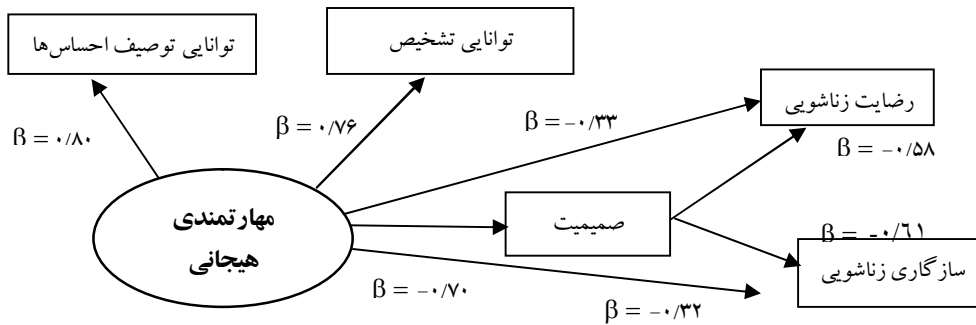 توانایی توصیف احساس‌ها
توانایی تشخیص
رضایت زناشویی
β = ۰/۸۰
β = ۰/۷۶
β = –۰/۳۳
β = –۰/۵۸
مهارتمندی
هیجانی
صمیمیت
β = -۰/٦١
سازگاری زناشویی
β = –۰/۷۰
β = –۰/۳۲